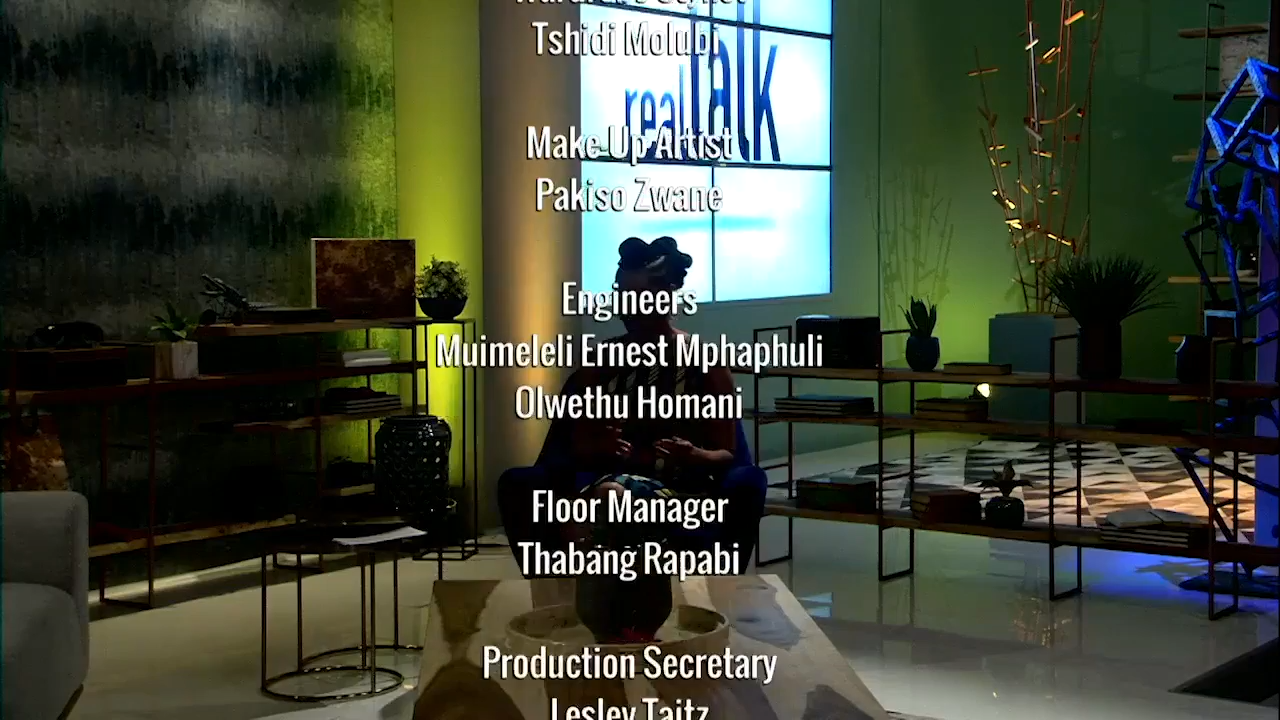 Tshidi Molubi
real talk
Make Up Artist
Pakiso Zwane
Engineers
Muimeleli Ernest Mphaphuli
Olwethu Homani
Floor Manager
Thabang Rapabi
Production Secretary
Lesley Taitz